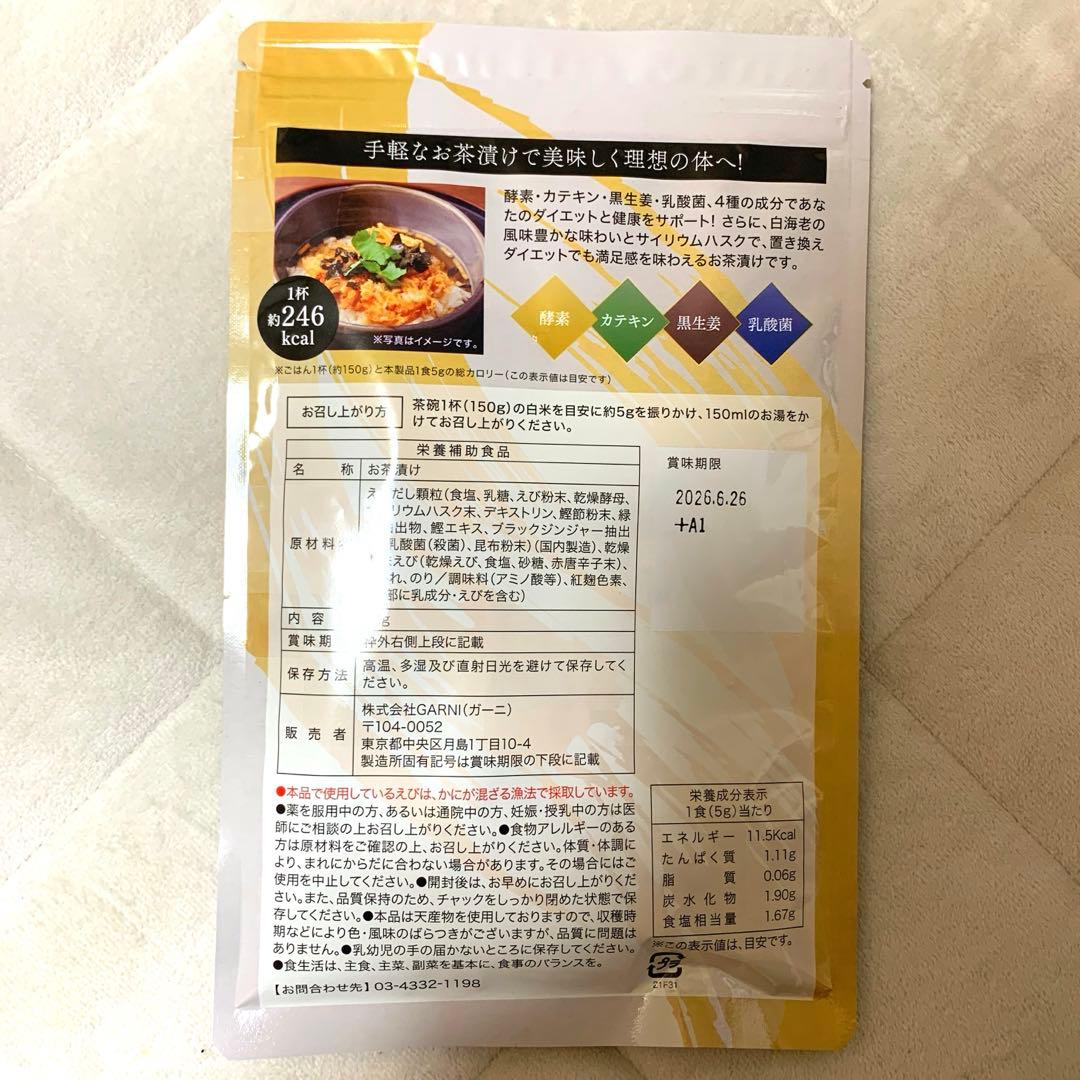 手軽なお茶漬けで美味しく理想の体へ!
酵素・カテキン・黒生姜・乳酸菌、4種の成分であな
たのダイエットと健康をサポート! さらに、白海老の
風味豊かな味わいとサイリウムハスクで、置き換え
ダイエットでも満足感を味わえるお茶漬けです。
1杯
約246
kcal
※写真はイメージです。
酵素
カテキン
黒生姜
乳酸菌
※ごはん1杯(約150g)と本製品1食5gの総カロリー(この表示値は目安です)
お召し上がり方
茶碗1杯(150g)の白米を目安に約5gを振りかけ、150mlのお湯をか
けてお召し上がりください。
栄養補助食品
名 称 お茶漬け
原材料
え だし顆粒(食塩、乳糖、えび粉末、乾燥酵母、
リウムハスク末、デキストリン、鰹節粉末、緑
出物、鰹エキス、ブラックジンジャー抽出
乳酸菌(殺菌)、昆布粉末)(国内製造)、乾燥
えび(乾燥えび、食塩、砂糖、赤唐辛子末)、
れ、のり/調味料(アミノ酸等)、紅麹色素、
部に乳成分・えびを含む)
内 容 g
賞味期 枠外右側上段に記載
保存方法 高温、多湿及び直射日光を避けて保存してく
ださい。
販売者
株式会社GARNI(ガーニ)
〒104-0052
東京都中央区月島1丁目10-4
製造所固有記号は賞味期限の下段に記載
賞味期限
2026.6.26
+A1
●本品で使用しているえびは、かにが混ざる漁法で採取しています。
●薬を服用中の方、あるいは通院中の方、妊娠・授乳中の方は医
師にご相談の上お召し上がりください。●食物アレルギーのある
方は原材料をご確認の上、お召し上がりください。体質・体調に
より、まれにからだに合わない場合があります。その場合にはご
使用を中止してください。●開封後は、お早めにお召し上がりくだ
さい。また、品質保持のため、チャックをしっかり閉めた状態で保
存してください。●本品は天産物を使用しておりますので、収穫時
期などにより色・風味のばらつきがございますが、品質に問題は
ありません。●乳幼児の手の届かないところに保存してください。
●食生活は、主食、主菜、副菜を基本に、食事のバランスを。
【お問合わせ先】03-4332-1198
栄養成分表示
1食(5g)当たり
エネルギー 11.5Kcal
たんぱく質 1.11g
脂質 0.06g
炭水化物 1.90g
食塩相当量 1.67g
※この表示値は、目安です。
プラ
21F31